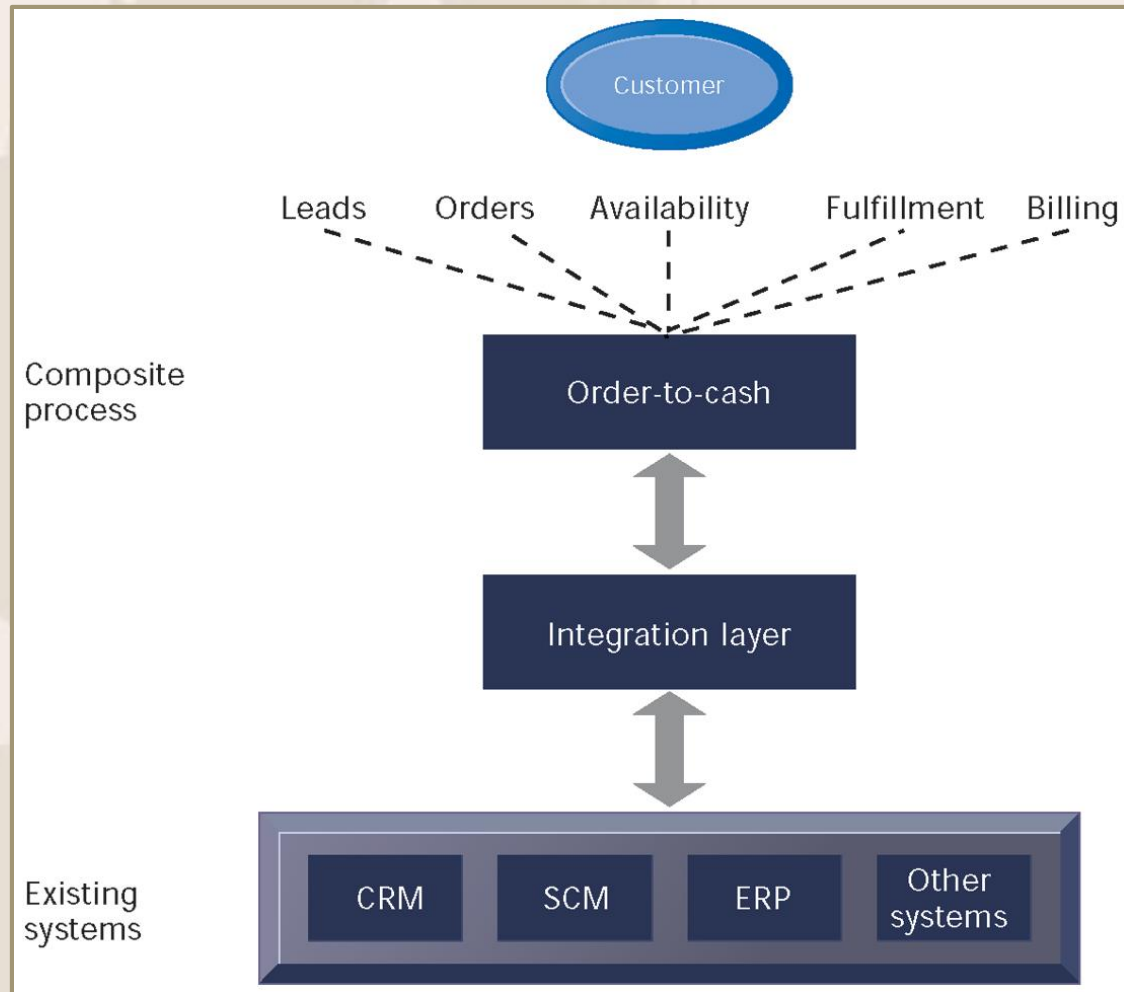 Customer
Leads
Orders
Availability
Fulfillment
Billing
Composite
process
Order-to-cash
Integration layer
Existing
systems
CRM
SCM
ERP
Other
systems